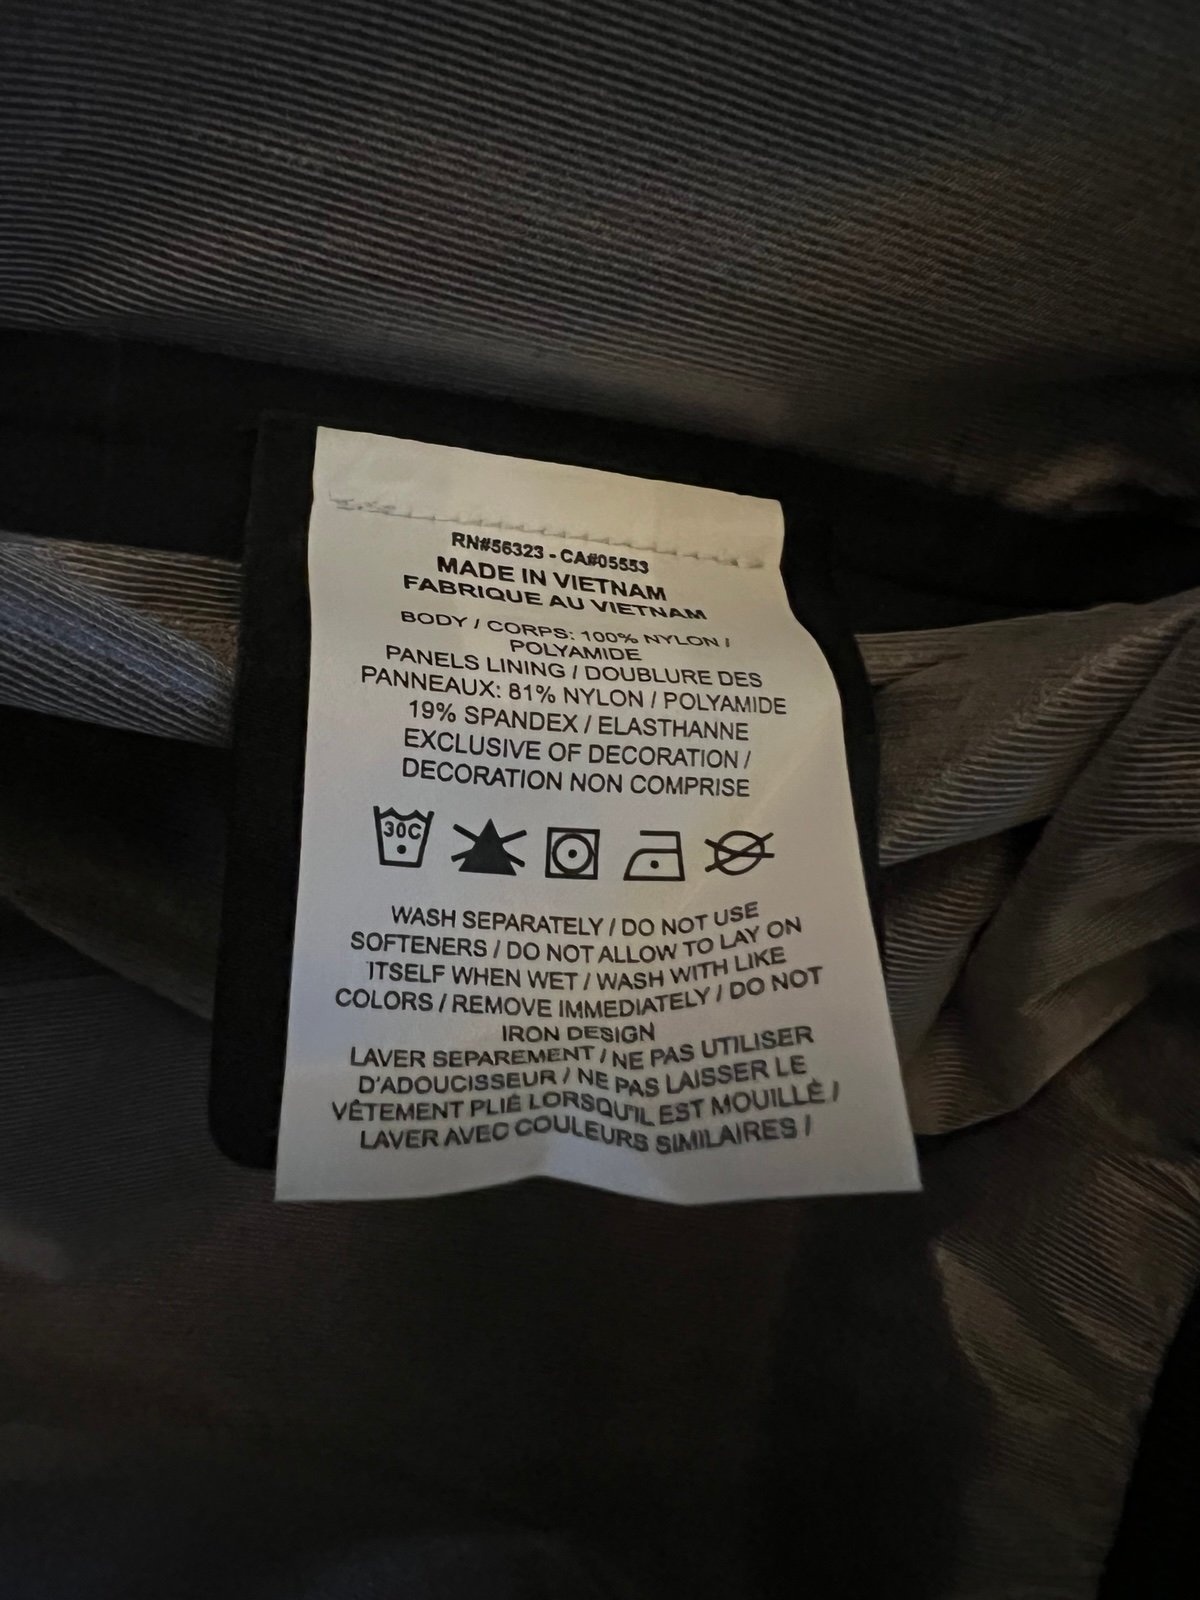 RN#56323 - CA#05553
MADE IN VIETNAM
FABRIQUE AU VIETNAM
BODY / CORPS: 100% NYLON /
POLYAMIDE
PANELS LINING / DOUBLURE DES
PANNEAUX: 81% NYLON / POLYAMIDE
19% SPANDEX / ELASTHANNE
EXCLUSIVE OF DECORATION /
DECORATION NON COMPRISE
30C
WASH SEPARATELY / DO NOT USE
SOFTENERS / DO NOT ALLOW TO LAY ON
ITSELF WHEN WET / WASH WITH LIKE
COLORS / REMOVE IMMEDIATELY / DO NOT
IRON DESIGN
LAVER SEPAREMENT / NE PAS UTILISER
D'ADOUCISSEUR / NE PAS LAISSER LE
VÊTEMENT PLIÉ LORSQU'IL EST MOUILLÉ /
LAVER AVEC COULEURS SIMILAIRES /